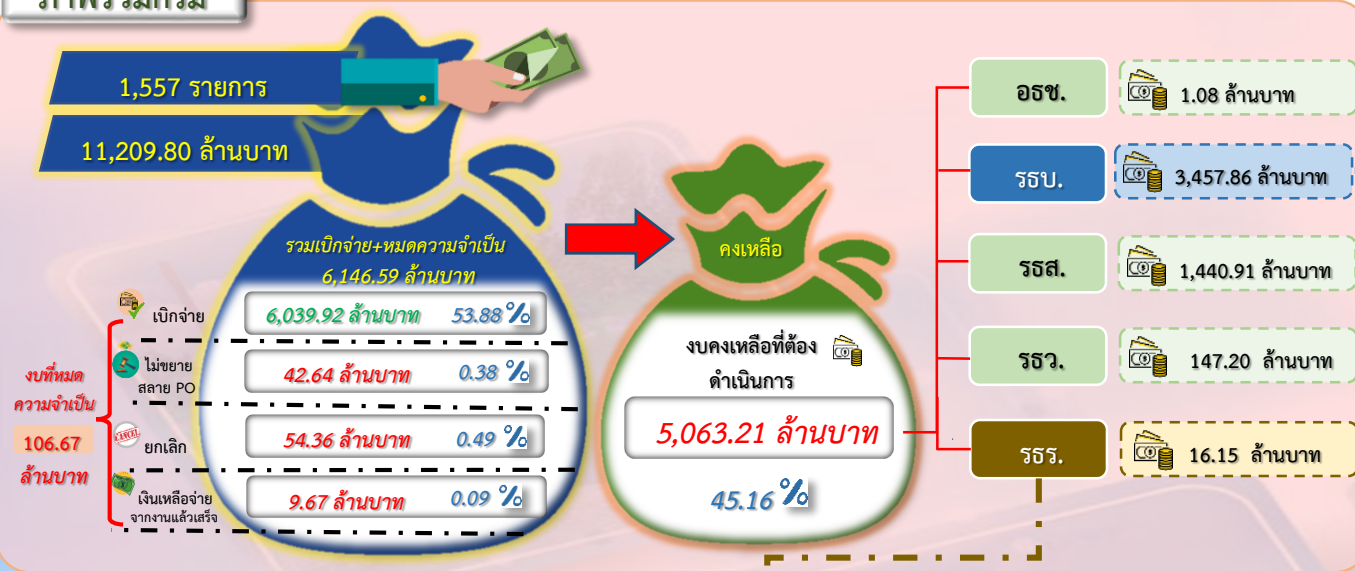 ภาพรวมกรม
1,557 รายการ
11,209.80 ล้านบาท
รวมเบิกจ่าย+หมดความจำเป็น
6,146.59 ล้านบาท
เบิกจ่าย
6,039.92 ล้านบาท 53.88 %
ไม่ขยาย
สลาย PO
42.64 ล้านบาท 0.38 %
CANCEL
ยกเลิก
54.36 ล้านบาท 0.49 %
เงินเหลือจ่าย
จากงานแล้วเสร็จ
9.67 ล้านบาท 0.09 %
งบที่หมด
ความจำเป็น
106.67
ล้านบาท
คงเหลือ
งบคงเหลือที่ต้อง
ดำเนินการ
5,063.21 ล้านบาท
45.16 %
อธช. 1.08 ล้านบาท
รธบ. 3,457.86 ล้านบาท
รธส. 1,440.91 ล้านบาท
รธว. 147.20 ล้านบาท
รธร. 16.15 ล้านบาท